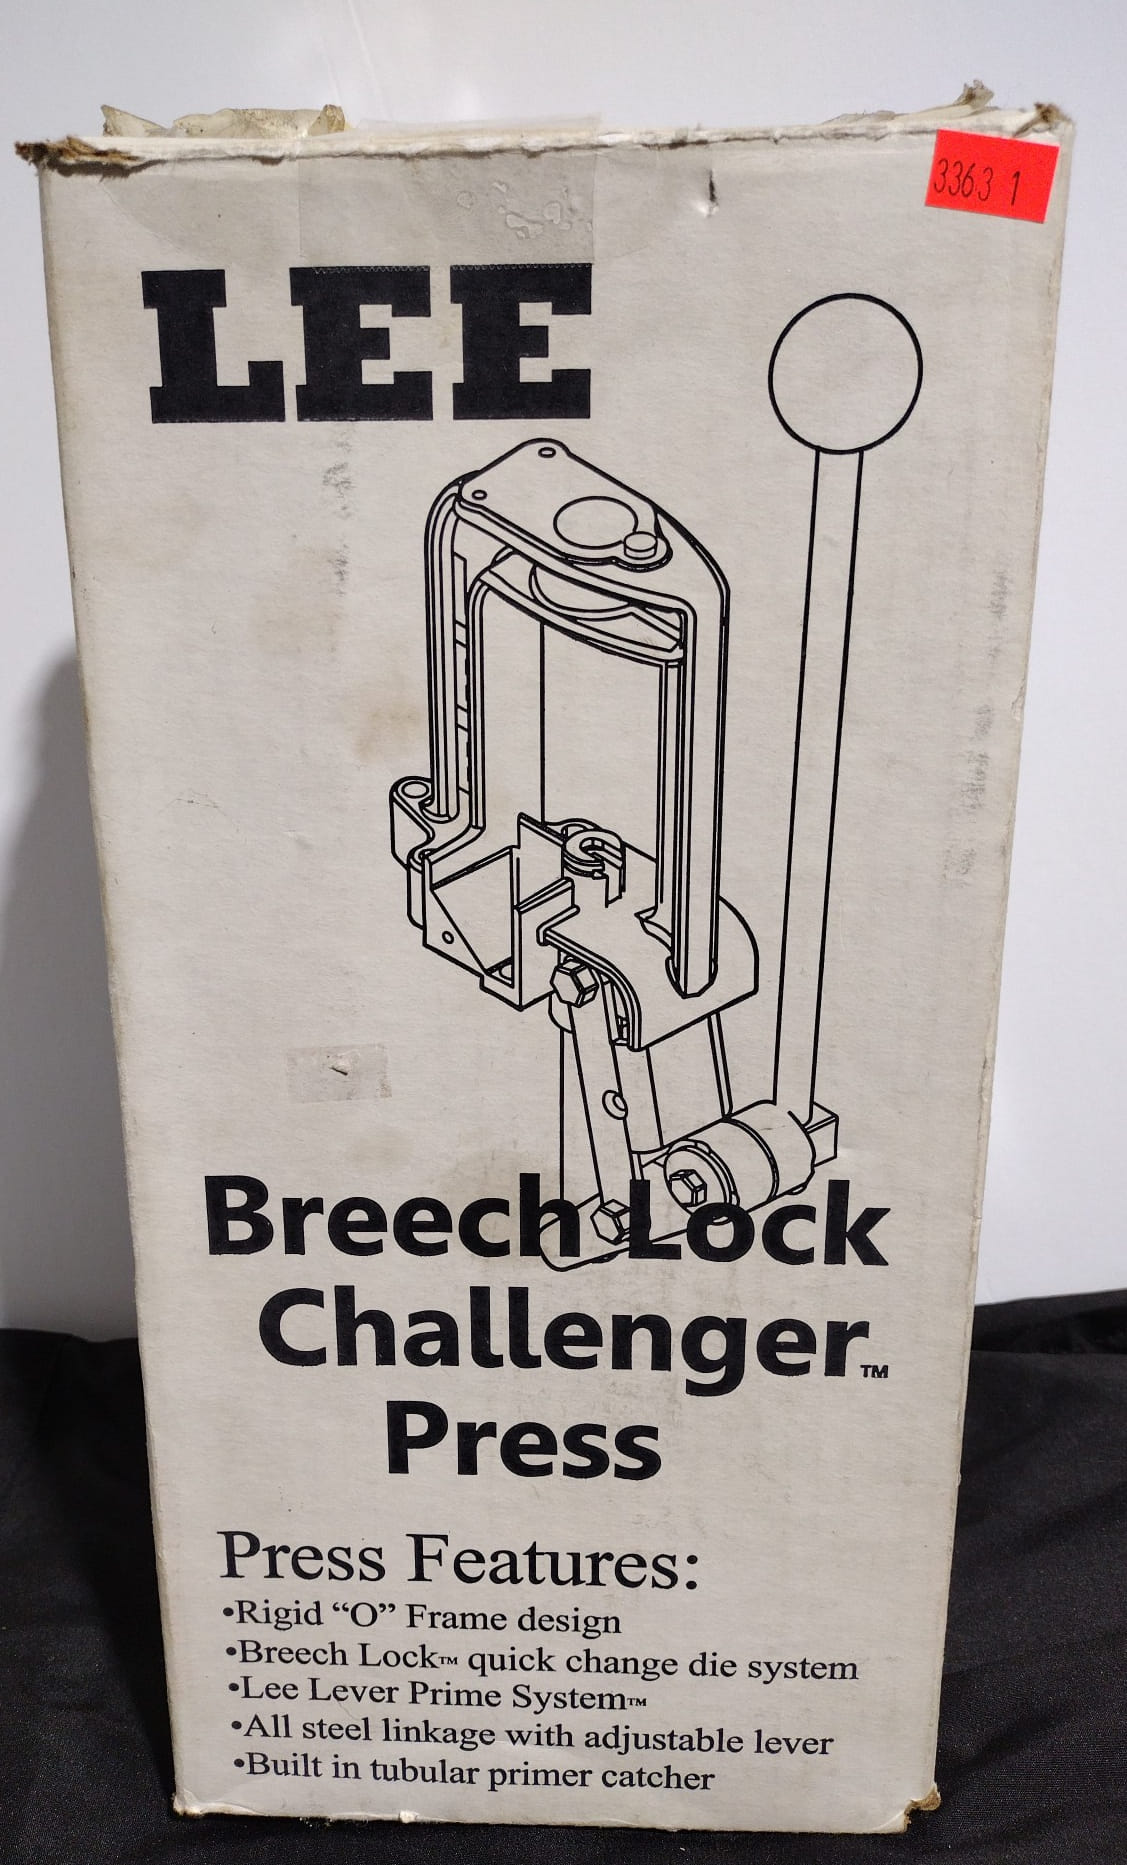 3363 1
LEE
Breech Lock
Challenger™
Press
Press Features:
•Rigid “O” Frame design
•Breech Lock™ quick change die system
•Lee Lever Prime System™
•All steel linkage with adjustable lever
•Built in tubular primer catcher